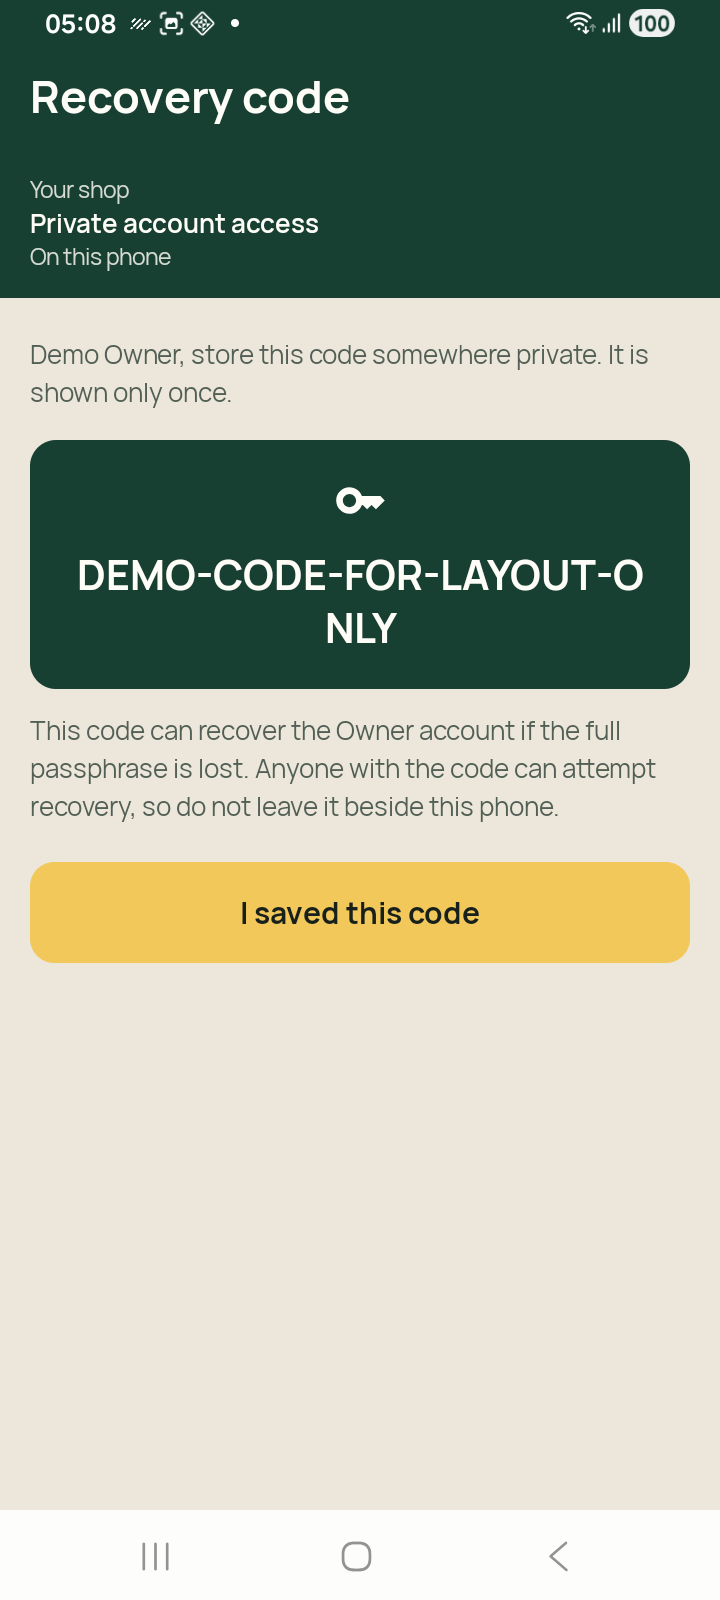 05:08
100
Recovery code
Your shop
Private account access
On this phone
Demo Owner, store this code somewhere private. It is
shown only once.
DEMO-CODE-FOR-LAYOUT-O
NLY
This code can recover the Owner account if the full
passphrase is lost. Anyone with the code can attempt
recovery, so do not leave it beside this phone.
I saved this code